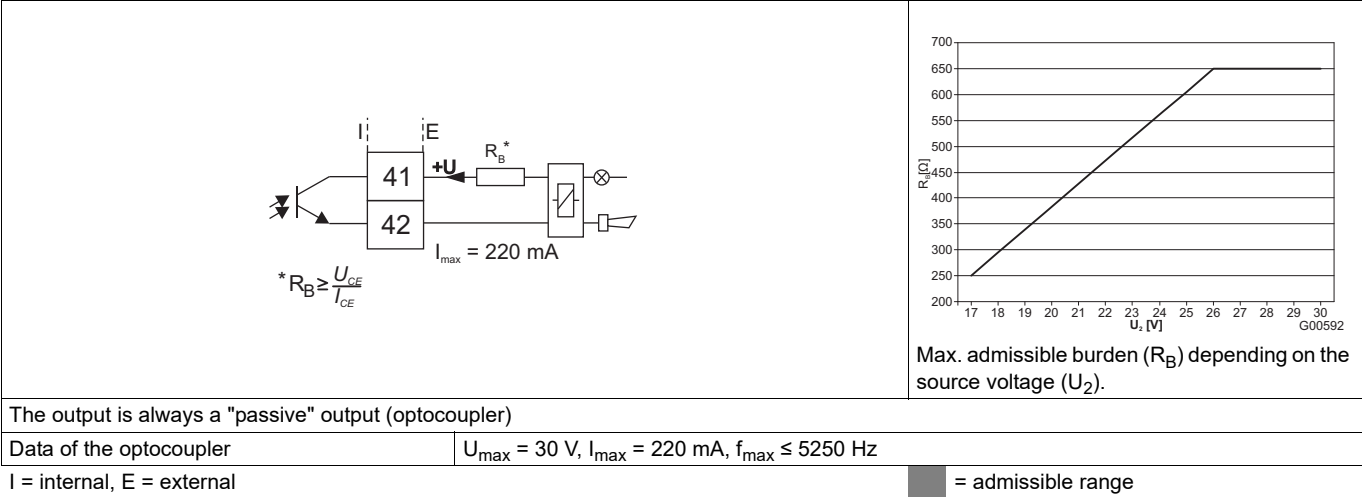 I E
41
42
+U
R_B*
I_max = 220 mA
*R_B ≥ U_CE / I_CE
700
650
600
550
500
450
400
350
300
250
200
R_B[Ω]
17 18 19 20 21 22 23 24 25 26 27 28 29 30
U₂ [V]
G00592
Max. admissible burden (R_B) depending on the
source voltage (U₂).
The output is always a "passive" output (optocoupler)
Data of the optocoupler U_max = 30 V, I_max = 220 mA, f_max ≤ 5250 Hz
I = internal, E = external = admissible range